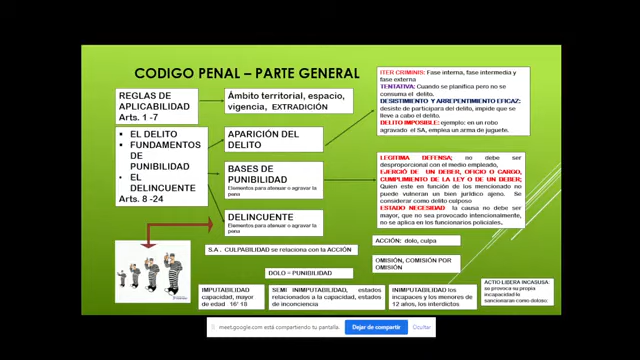 CODIGO PENAL – PARTE GENERAL
REGLAS DE
APLICABILIDAD
Arts. 1 -7
Ámbito territorial, espacio,
vigencia, EXTRADICIÓN
ITER CRIMINIS: Fase interna, fase intermedia y
fase externa
TENTATIVA: Cuando se planifica pero no se
consuma el delito.
DESISTIMIENTO Y ARREPENTIMIENTO EFICAZ:
desiste de participara del delito, impide que se
lleve a cabo el delito.
DELITO IMPOSIBLE: ejemplo: en un robo
agravado el SA, emplea un arma de juguete.
EL DELITO
FUNDAMENTOS
DE
PUNIBILIDAD
EL
DELINCUENTE
Arts. 8 -24
APARICIÓN DEL
DELITO
BASES DE
PUNIBILIDAD
Elementos para atenuar o agravar la
pena
DELINCUENTE
Elementos para atenuar o agravar la
pena
LEGITIMA DEFENSA; no debe ser
desproporcional con el medio empleado,
EJERCIÓ DE UN DEBER, OFICIO O CARGO,
CUMPLIMIENTO DE LA LEY O DE UN DEBER;
Quien este en función de los mencionado no
puede vulneran un bien jurídico ajeno. Se
considerar como delito culposo
ESTADO NECESIDAD la causa no debe ser
mayor, que no sea provocado intencionalmente,
no se aplica en los funcionarios policiales.
S.A . CULPABILIDAD se relaciona con la ACCIÓN
ACCIÓN: dolo, culpa
DOLO = PUNIBILIDAD
OMISIÓN, COMISIÓN POR
OMISIÓN
IMPUTABILIDAD
capacidad, mayor
de edad 16' 18
SEMI INIMPUTABILIDAD, estados
relacionados a la capacidad, estados
de inconciencia
INIMPUTABILIDAD los
incapaces y los menores de
12 años, los interdictos
ACTIO LIBERA INCASUSA:
se provoca su propia
incapacidad lo
sancionaran como doloso:
meet.google.com está compartiendo tu pantalla.
Dejar de compartir
Ocultar